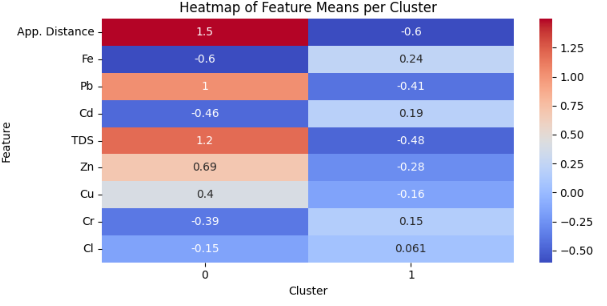 Heatmap of Feature Means per Cluster
App. Distance 1.5 -0.6
Fe -0.6 0.24
Pb 1 -0.41
Cd -0.46 0.19
TDS 1.2 -0.48
Zn 0.69 -0.28
Cu 0.4 -0.16
Cr -0.39 0.15
Cl -0.15 0.061
0 1
Cluster
Feature
1.25
1.00
0.75
0.50
0.25
0.00
−0.25
−0.50